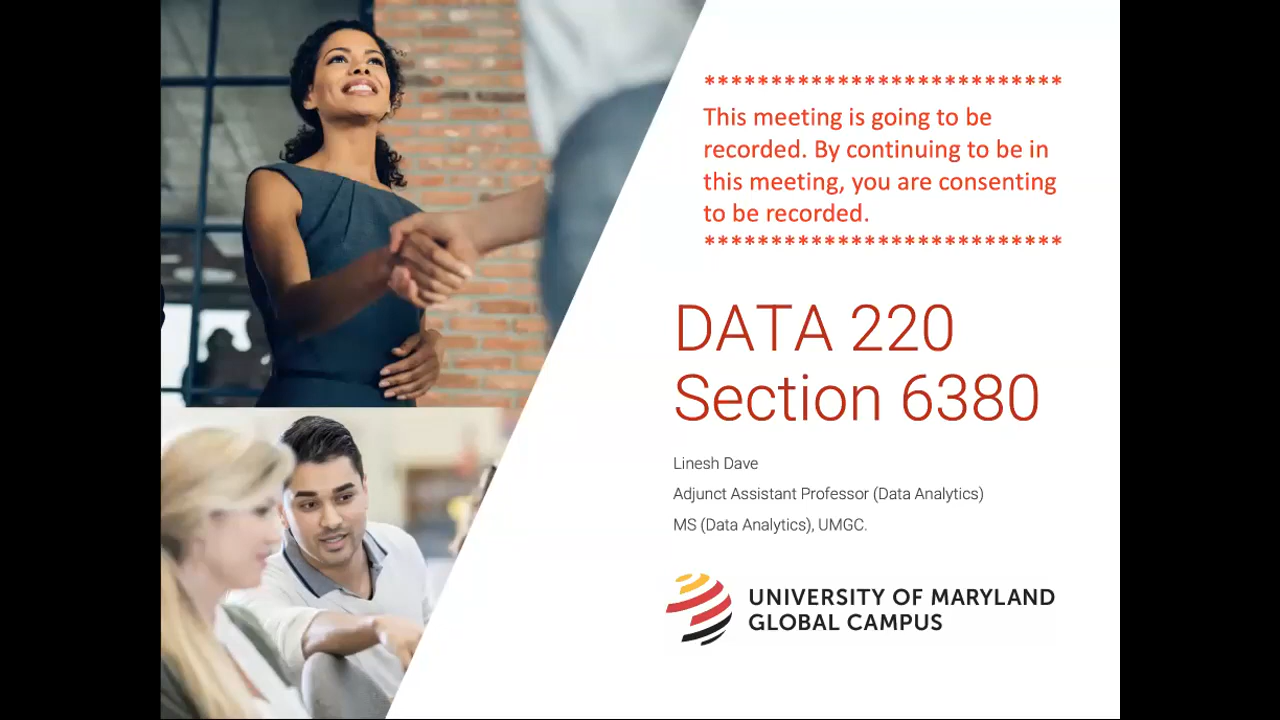 ***************************
This meeting is going to be
recorded. By continuing to be in
this meeting, you are consenting
to be recorded.
***************************
DATA 220
Section 6380
Linesh Dave
Adjunct Assistant Professor (Data Analytics)
MS (Data Analytics), UMGC.
UNIVERSITY OF MARYLAND
GLOBAL CAMPUS